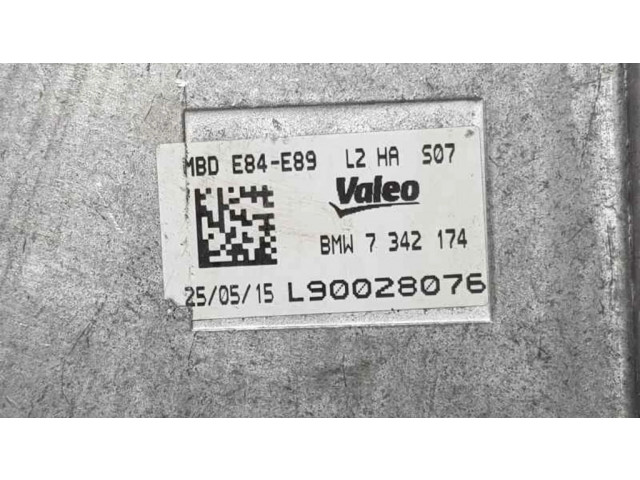 MBD E84-E89 L2 HA S07
Valeo
BMW 7 342 174
25/05/15 L90028076